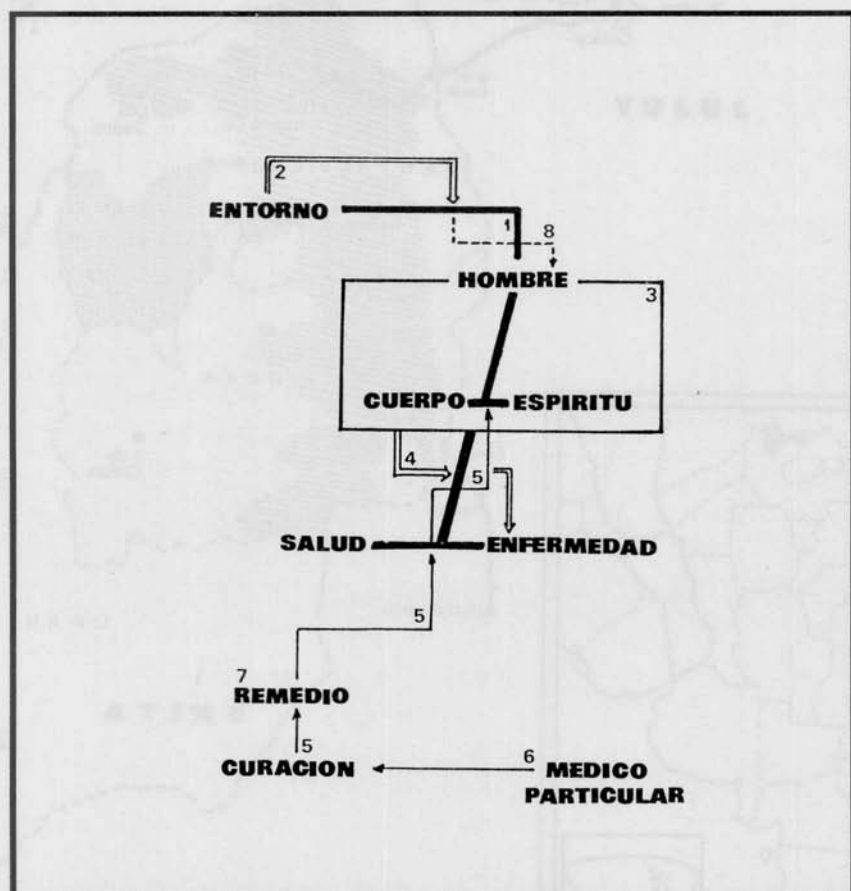 2
ENTORNO
1
8
HOMBRE
3
CUERPO ESPIRITU
4
5
SALUD ENFERMEDAD
5
7
REMEDIO
5
CURACION
6
MEDICO
PARTICULAR